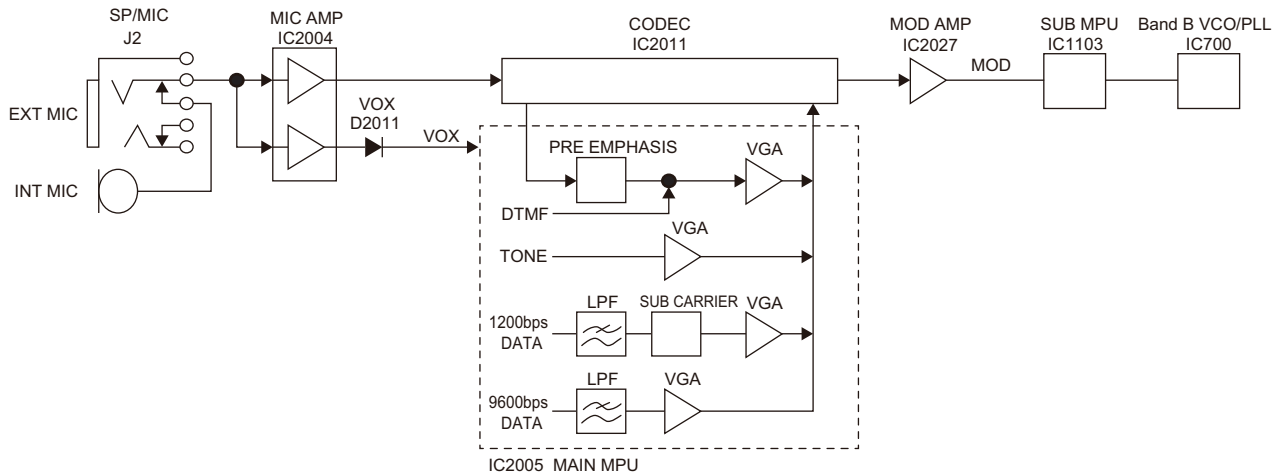 SP/MIC
J2
MIC AMP
IC2004
CODEC
IC2011
MOD AMP
IC2027
SUB MPU
IC1103
Band B VCO/PLL
IC700
MOD
EXT MIC
VOX
D2011
VOX
INT MIC
PRE EMPHASIS
VGA
DTMF
VGA
TONE
LPF
SUB CARRIER
VGA
1200bps
DATA
LPF
VGA
9600bps
DATA
IC2005 MAIN MPU